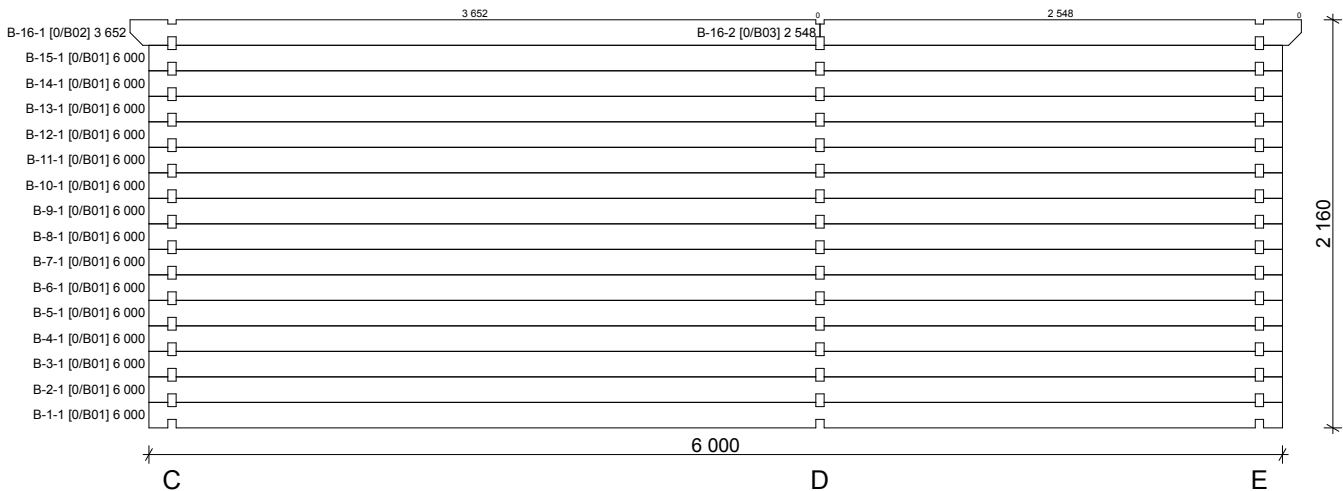 3 652 0 2 548 0
B-16-1 [0/B02] 3 652 B-16-2 [0/B03] 2 548
B-15-1 [0/B01] 6 000
B-14-1 [0/B01] 6 000
B-13-1 [0/B01] 6 000
B-12-1 [0/B01] 6 000
B-11-1 [0/B01] 6 000
B-10-1 [0/B01] 6 000
B-9-1 [0/B01] 6 000
B-8-1 [0/B01] 6 000
B-7-1 [0/B01] 6 000
B-6-1 [0/B01] 6 000
B-5-1 [0/B01] 6 000
B-4-1 [0/B01] 6 000
B-3-1 [0/B01] 6 000
B-2-1 [0/B01] 6 000
B-1-1 [0/B01] 6 000
2 160
6 000
C D E